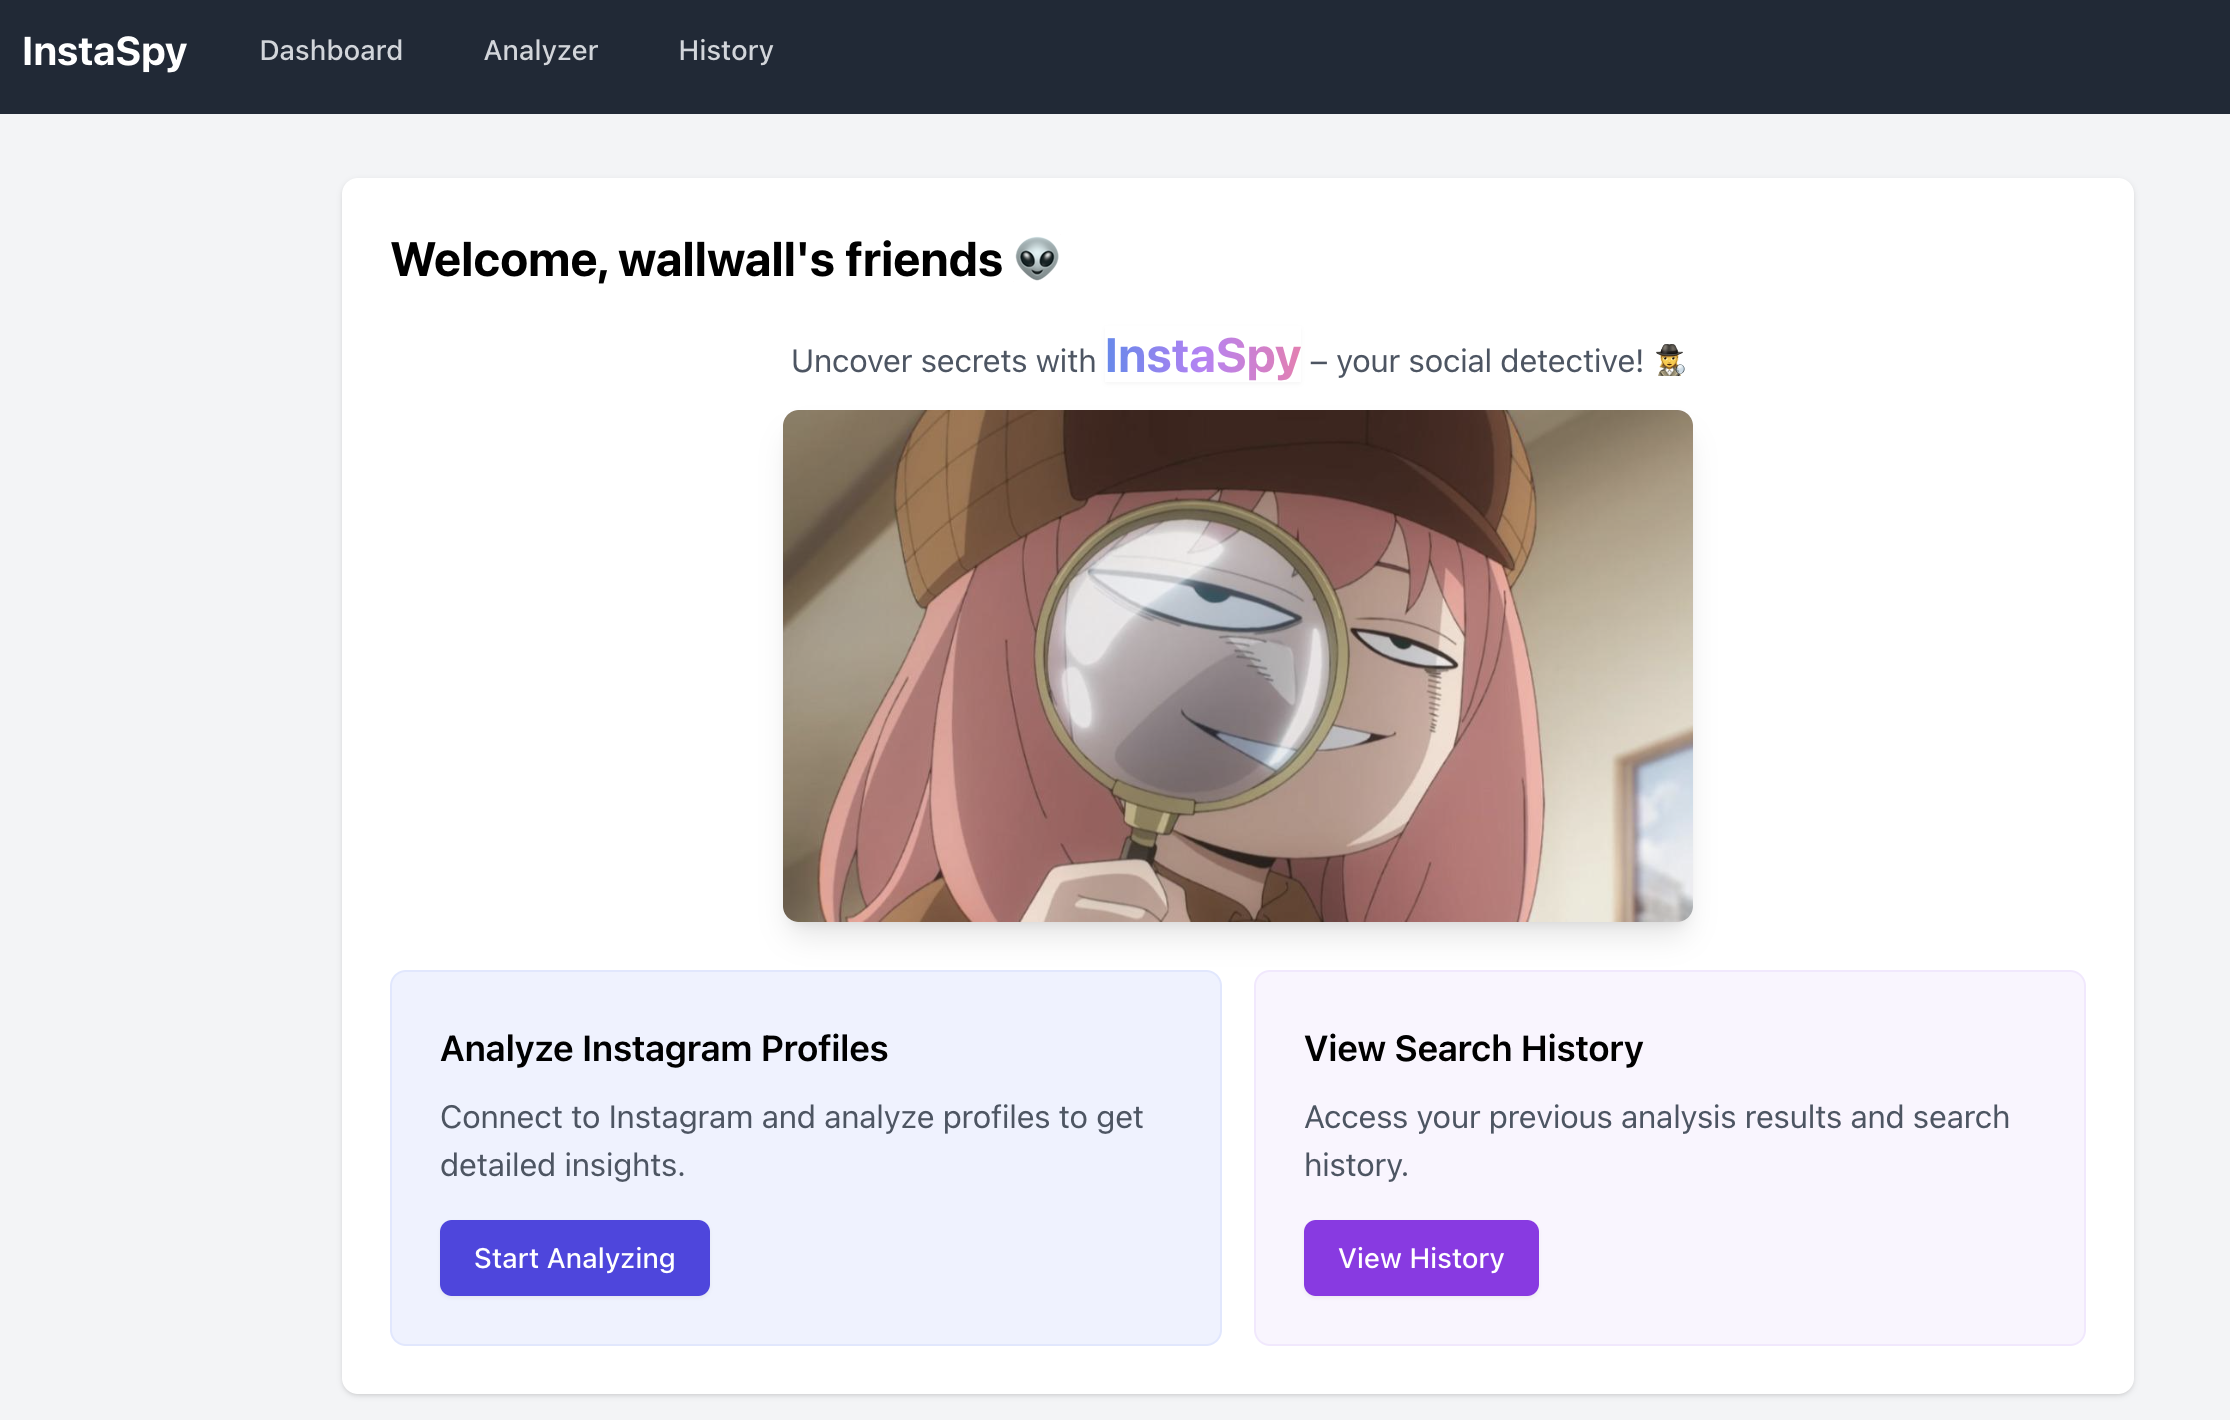 InstaSpy Dashboard Analyzer History
Welcome, wallwall's friends 👽
Uncover secrets with InstaSpy – your social detective! 🕵️‍♀️
Analyze Instagram Profiles
Connect to Instagram and analyze profiles to get
detailed insights.
Start Analyzing
View Search History
Access your previous analysis results and search
history.
View History